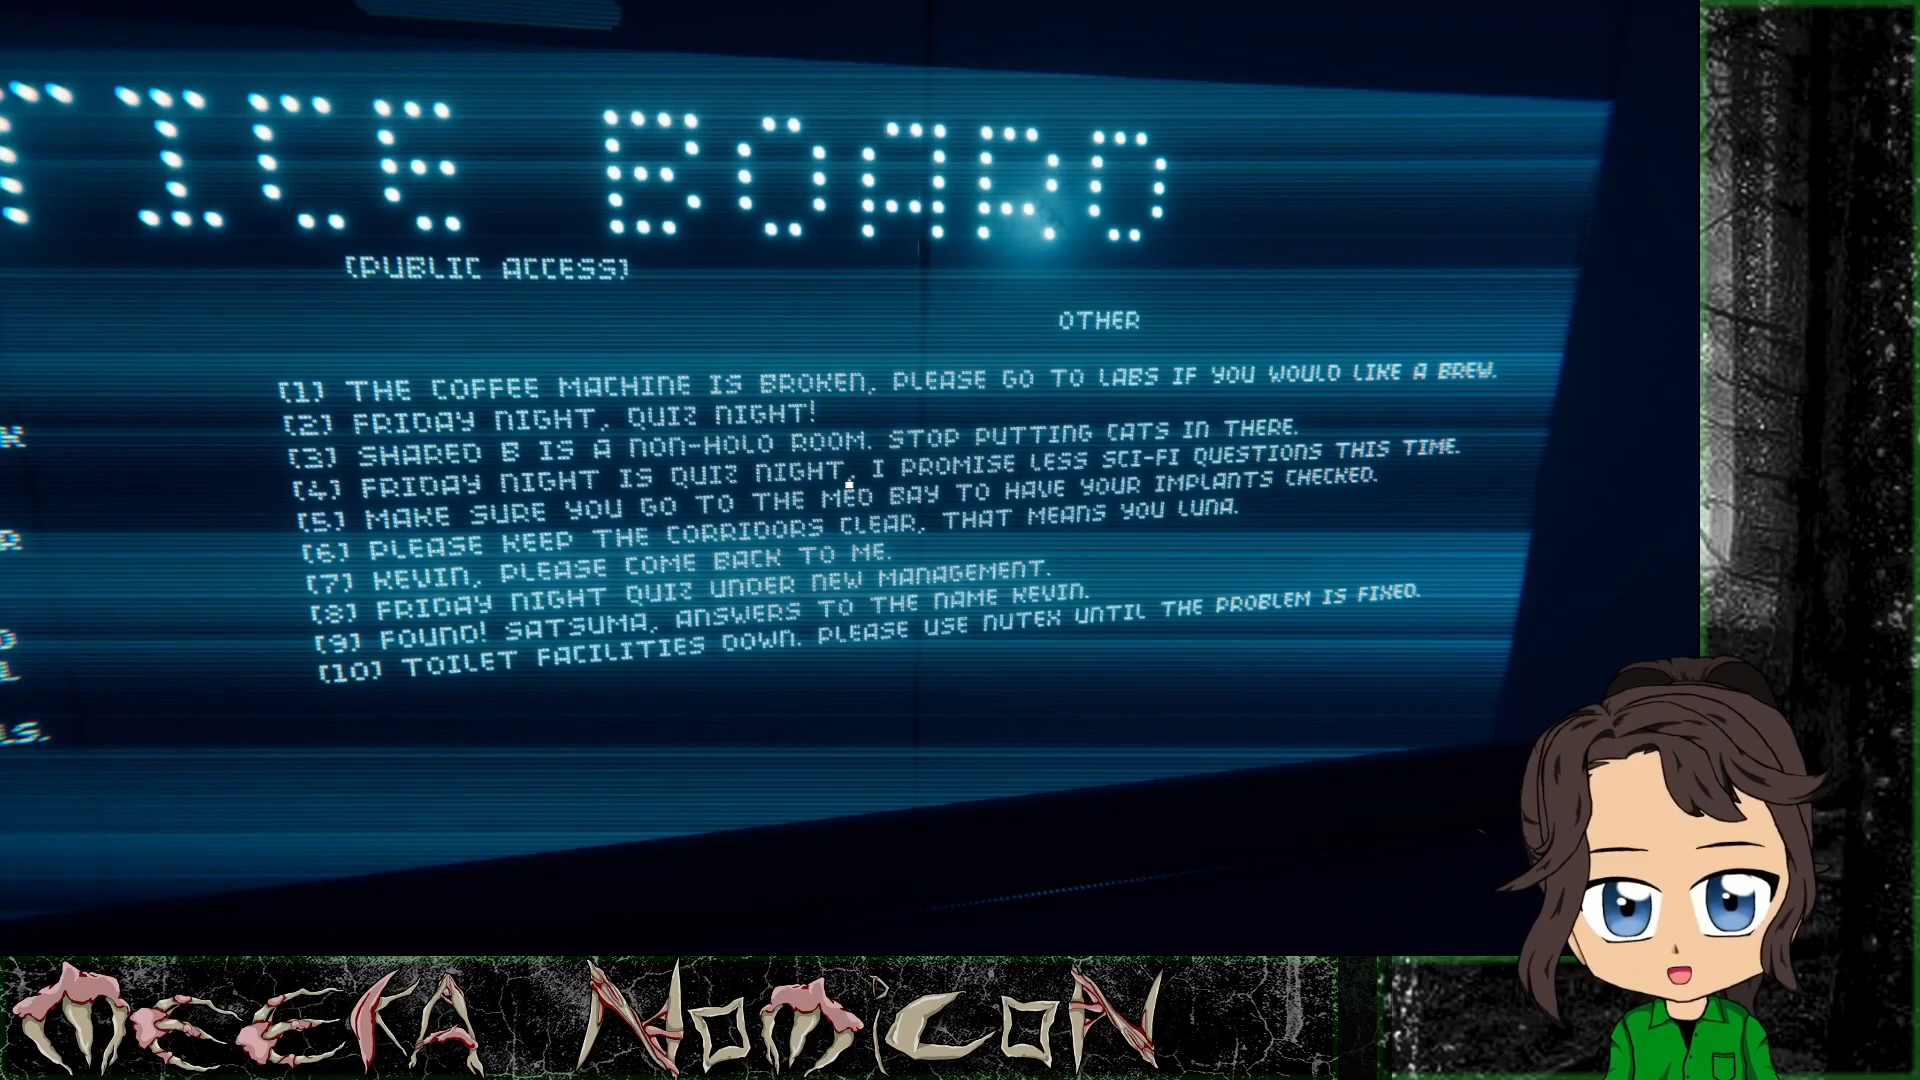 TICE BOARD
(PUBLIC ACCESS)
OTHER
(1) THE COFFEE MACHINE IS BROKEN, PLEASE GO TO LABS IF YOU WOULD LIKE A BREW.
(2) FRIDAY NIGHT, QUIZ NIGHT!
(3) SHARED B IS A NON-HOLO ROOM. STOP PUTTING CATS IN THERE.
(4) FRIDAY NIGHT IS QUIZ NIGHT, I PROMISE LESS SCI-FI QUESTIONS THIS TIME.
(5) MAKE SURE YOU GO TO THE MED BAY TO HAVE YOUR IMPLANTS CHECKED.
(6) PLEASE KEEP THE CORRIDORS CLEAR, THAT MEANS YOU LUNA.
(7) KEVIN, PLEASE COME BACK TO ME.
(8) FRIDAY NIGHT QUIZ UNDER NEW MANAGEMENT.
(9) FOUND! SATSUMA, ANSWERS TO THE NAME KEVIN.
(10) TOILET FACILITIES DOWN. PLEASE USE NUTEX UNTIL THE PROBLEM IS FIXED.
MEEKA NOMICON